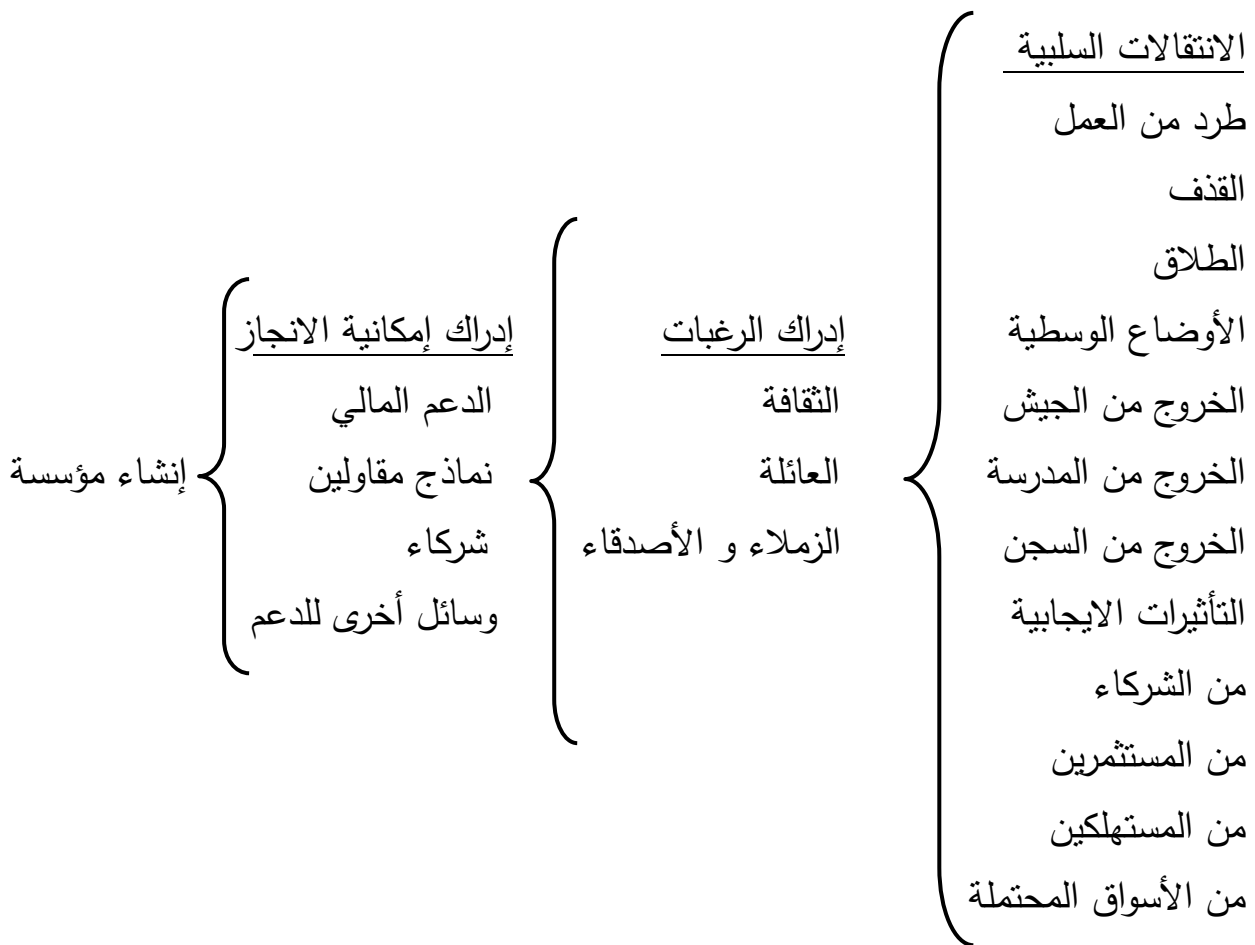 الانتقالات السلبية
طرد من العمل
القذف
الطلاق
الأوضاع الوسطية
الخروج من الجيش
الخروج من المدرسة
الخروج من السجن
التأثيرات الايجابية
من الشركاء
من المستثمرين
من المستهلكين
من الأسواق المحتملة
إدراك الرغبات
الثقافة
العائلة
الزملاء و الأصدقاء
إدراك إمكانية الانجاز
الدعم المالي
نماذج مقاولين
شركاء
وسائل أخرى للدعم
إنشاء مؤسسة